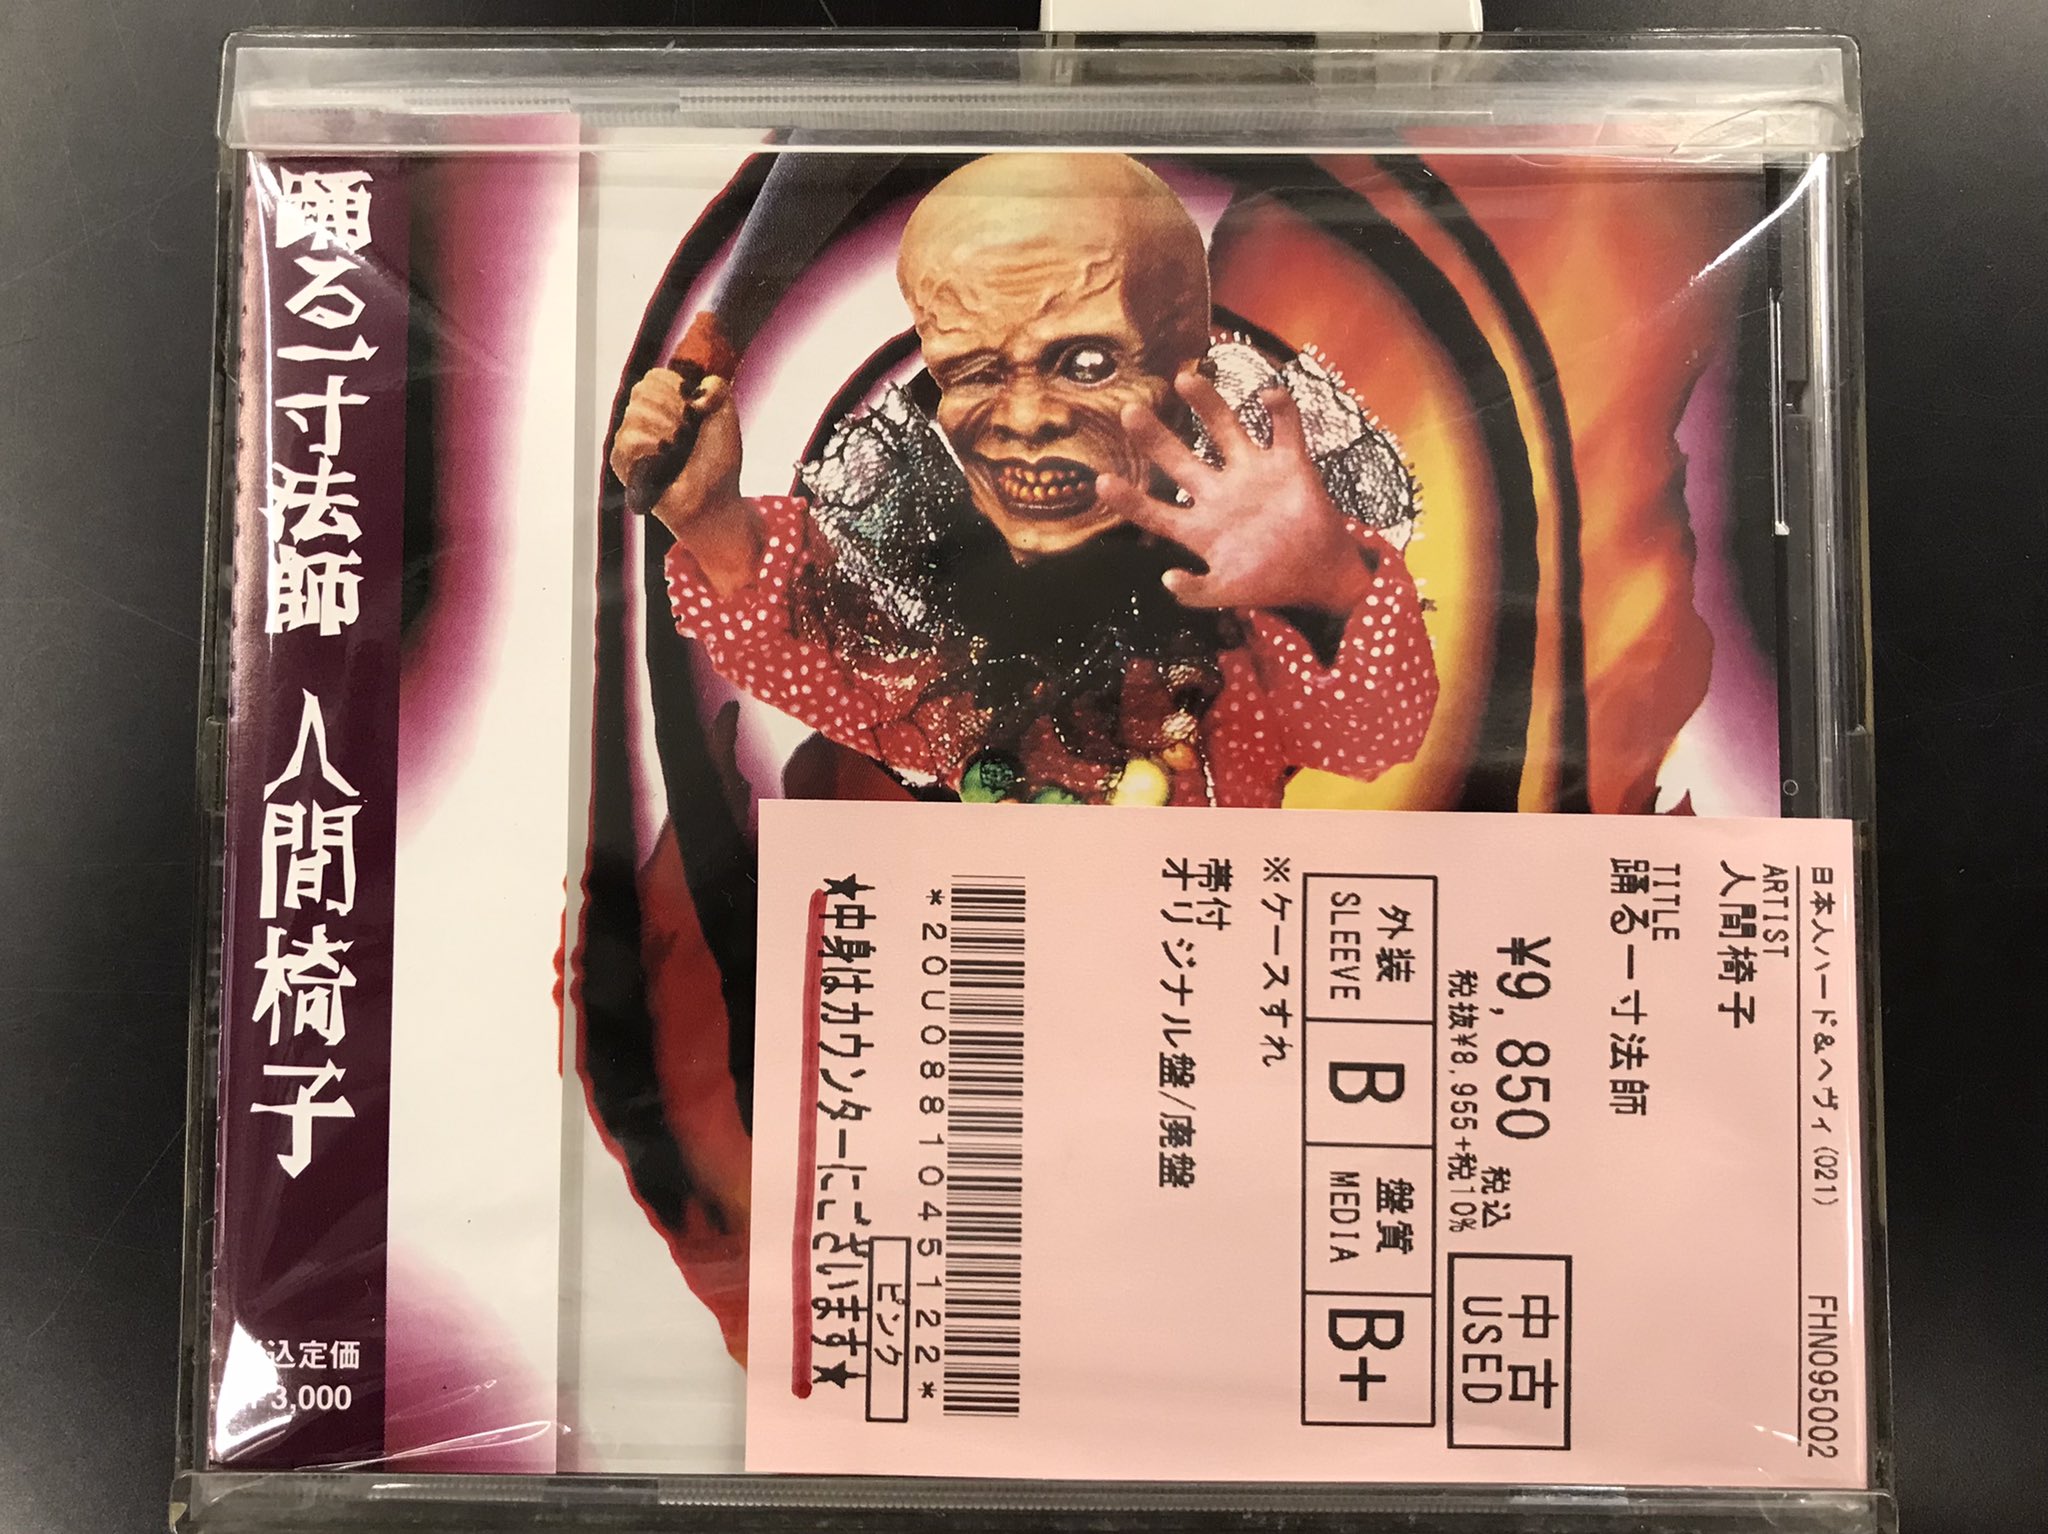 踊る一寸法師 人間椅子
込定価
¥3,000
日本人ハード&ヘヴィ(021) FHN095002
ARTIST
人間椅子
TITLE
踊る一寸法師
¥9,850 税込
税抜¥8,955+税10%
中古
USED
外装
SLEEVE
B
盤質
MEDIA
B+
※ケースすれ
帯付
オリジナル盤/廃盤
*20U0881045122*
ピンク
★中身はカウンターにございます★